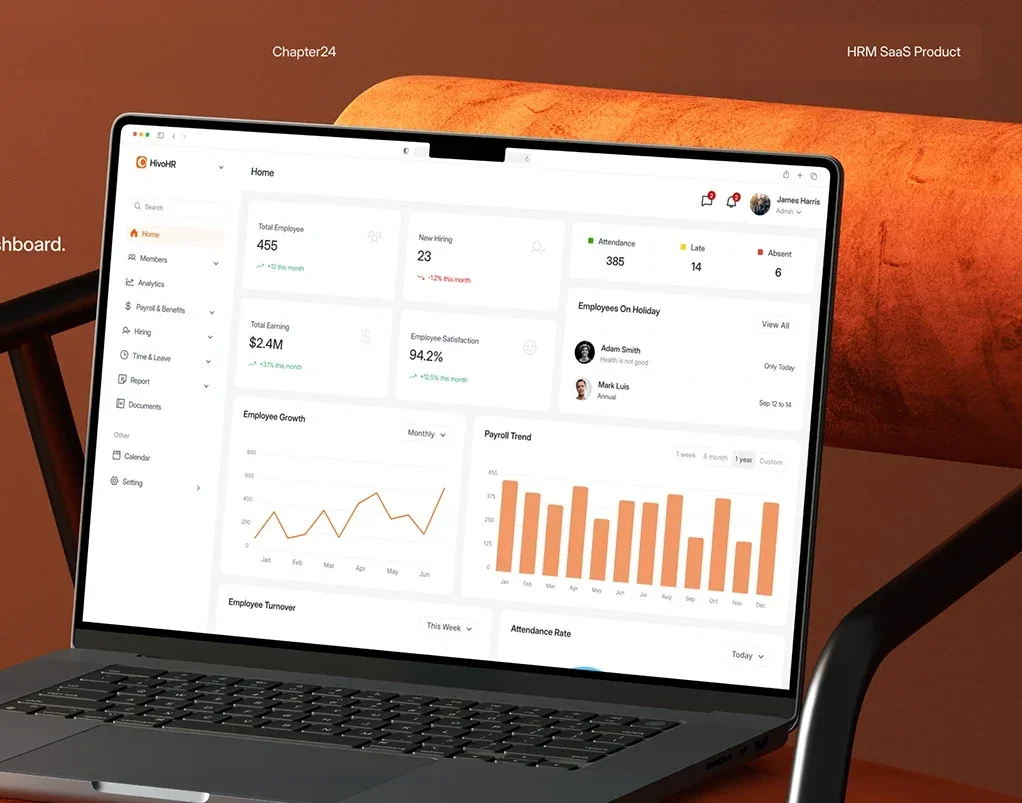 Chapter24
HRM SaaS Product
shboard.
HivoHR
Home
2
2
James Harris
Admin
Search
Home
Members
Analytics
Payroll & Benefits
Hiring
Time & Leave
Report
Documents
Other
Calendar
Setting
Total Employee
455
+12 this month
New Hiring
23
-1.2% this month
Attendance
385
Late
14
Absent
6
Total Earning
$2.4M
+3.1% this month
Employee Satisfaction
94.2%
+12.5% this month
Employees On Holiday
View All
Adam Smith
Health is not good
Only Today
Mark Luis
Annual
Sep 12 to 14
Employee Growth
Monthly
800
600
400
200
0
Jan Feb Mar Apr May Jun
Payroll Trend
1 week 6 month 1 year Custom
455
375
250
125
0
Jan Feb Mar Apr May Jun Jul Aug Sep Oct Nov Dec
Employee Turnover
This Week
Attendance Rate
Today